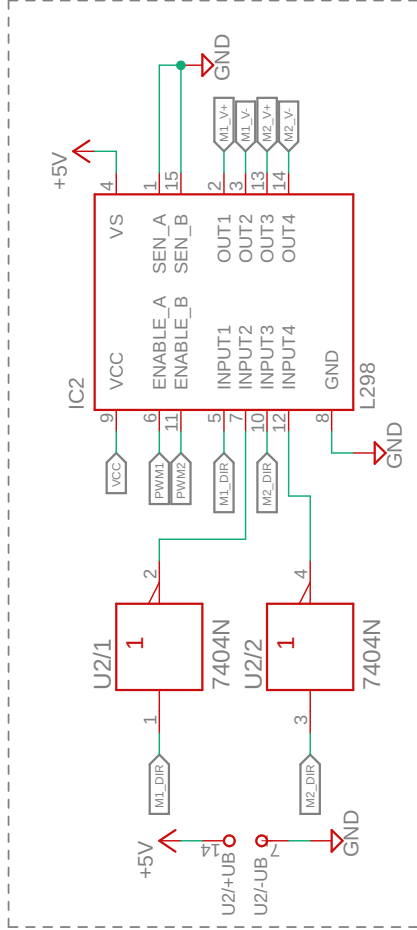 GND
+5V
M1_V+
M1_V-
M2_V+
M2_V-
4
1
15
2
3
13
14
VS
SEN_A
SEN_B
OUT1
OUT2
OUT3
OUT4
IC2
VCC
ENABLE_A
ENABLE_B
INPUT1
INPUT2
INPUT3
INPUT4
GND
L298
9
6
11
5
7
10
12
8
VCC
PWM1
PWM2
M1_DIR
M2_DIR
GND
2
4
U2/1
1
7404N
U2/2
1
7404N
1
3
M1_DIR
M2_DIR
+5V
14
7
GND
U2/+UB
U2/-UB